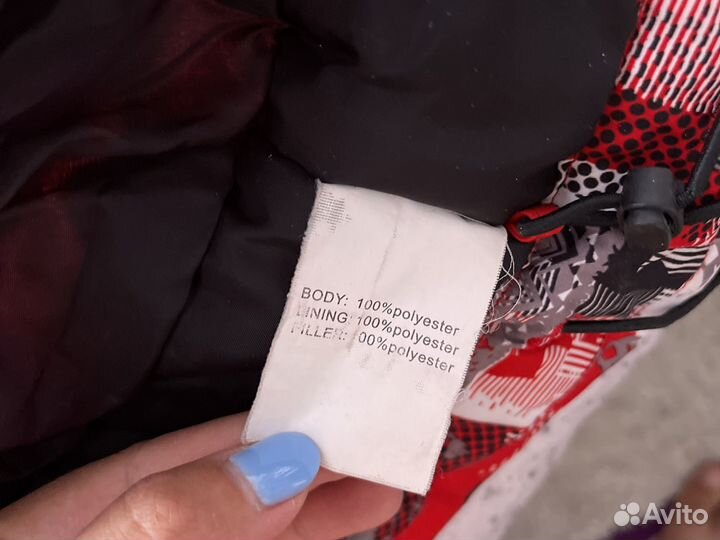 BODY: 100%polyester
LINING: 100%polyester
FILLER: 100%polyester
Avito